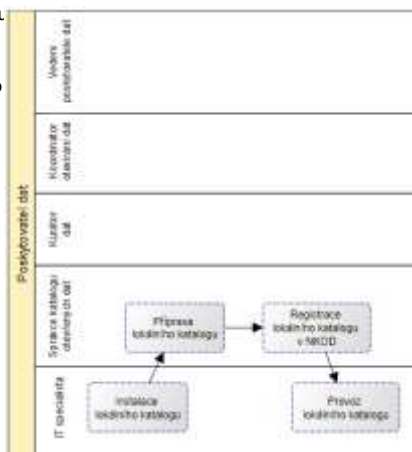 Poskytovatel dat
Vedení
poskytovatele dat
Koordinátor
otevírání dat
Kurátor
dat
Správce katalogu
otevřených dat
IT specialista
Příprava
lokálního katalogu
Registrace
lokálního katalogu
v NKOD
Instalace
lokálního katalogu
Provoz
lokálního katalogu